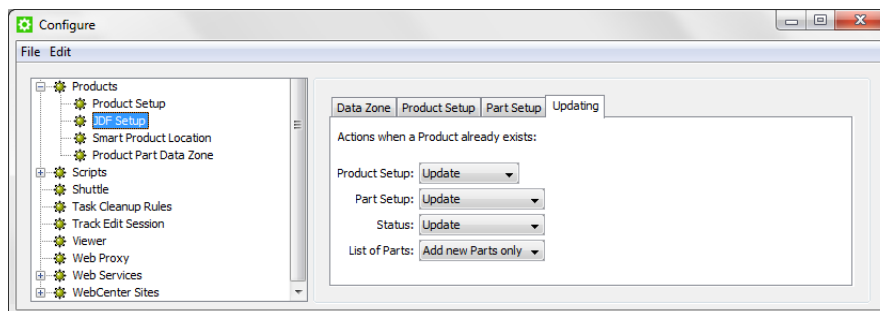 Configure
File Edit
Products
Product Setup
JDF Setup
Smart Product Location
Product Part Data Zone
Scripts
Shuttle
Task Cleanup Rules
Track Edit Session
Viewer
Web Proxy
Web Services
WebCenter Sites
Data Zone Product Setup Part Setup Updating
Actions when a Product already exists:
Product Setup: Update
Part Setup: Update
Status: Update
List of Parts: Add new Parts only